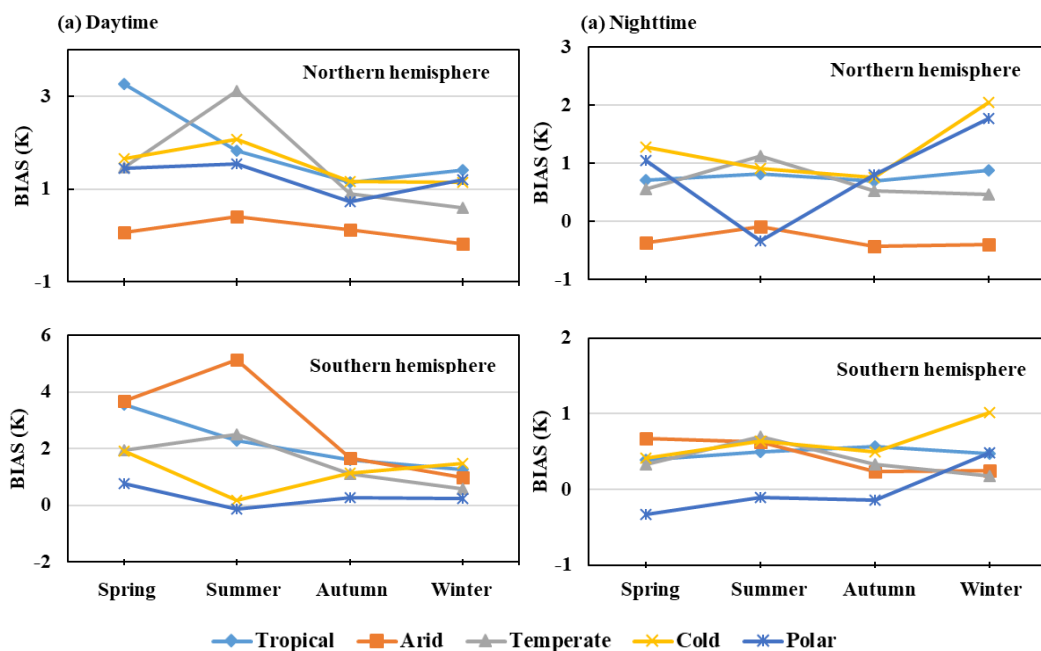 (a) Daytime
Northern hemisphere
BIAS (K)
3
1
-1
Southern hemisphere
BIAS (K)
6
4
2
0
-2
Spring Summer Autumn Winter
(a) Nighttime
Northern hemisphere
BIAS (K)
3
2
1
0
-1
Southern hemisphere
BIAS (K)
2
1
0
-1
Spring Summer Autumn Winter
Tropical Arid Temperate Cold Polar